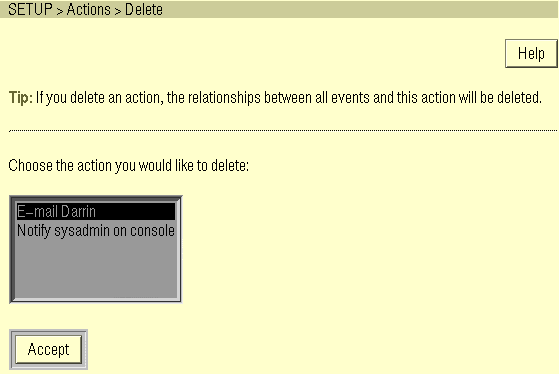 SETUP > Actions > Delete
Help
Tip: If you delete an action, the relationships between all events and this action will be deleted.
Choose the action you would like to delete:
E-mail Darrin
Notify sysadmin on console
Accept